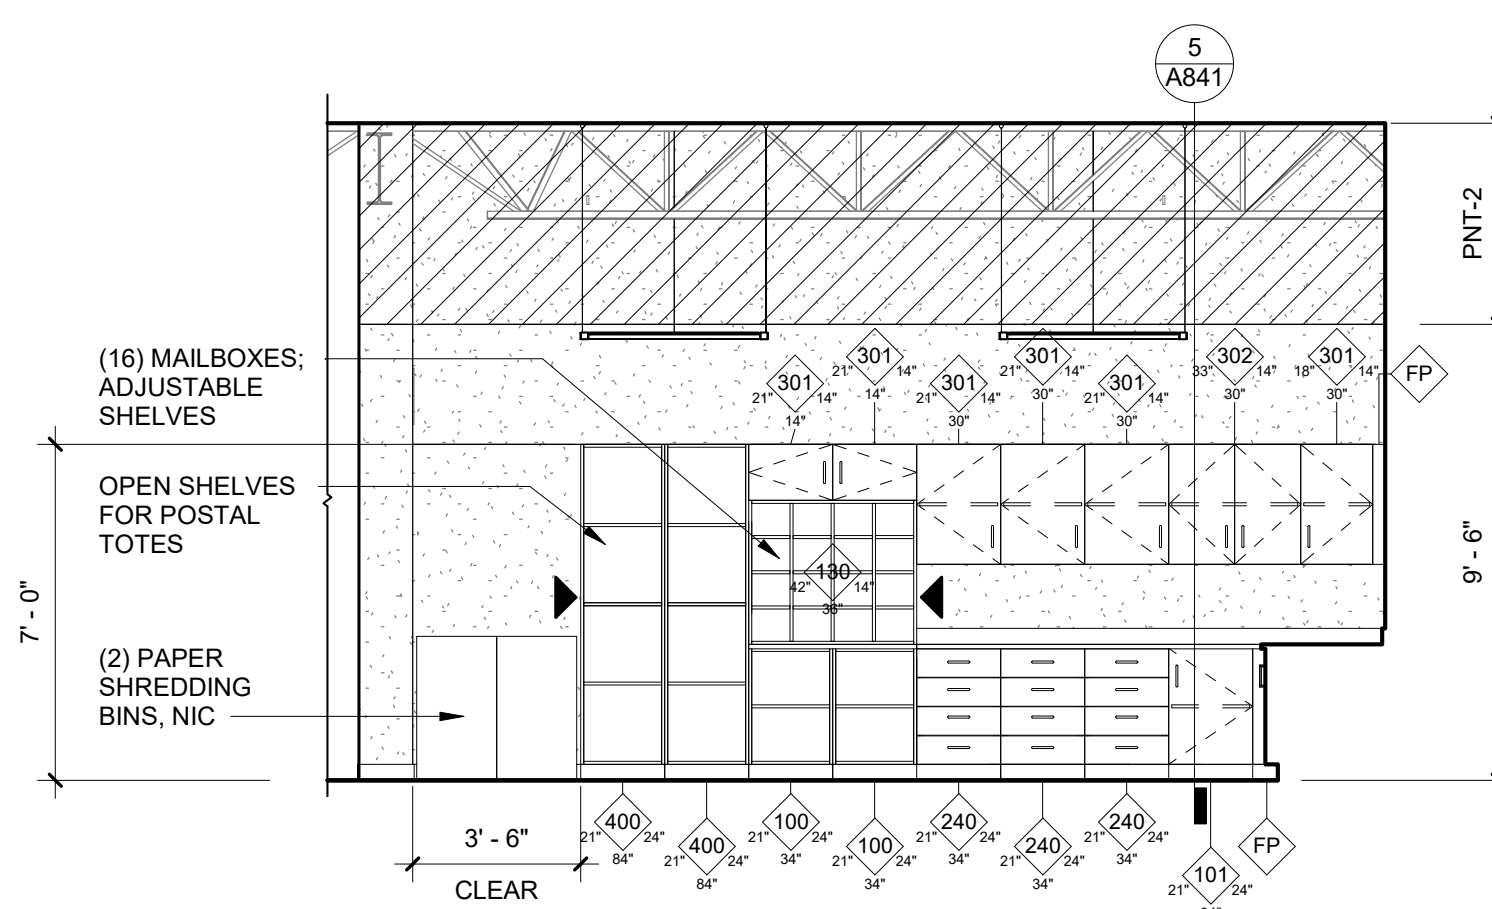 5
A841
PNT-2
(16) MAILBOXES;
ADJUSTABLE
SHELVES
301
21" 14"
14"
301
21" 14"
14"
301
21" 14"
30"
301
21" 14"
30"
301
21" 14"
30"
302
33" 14"
30"
301
18" 14"
30"
FP
OPEN SHELVES
FOR POSTAL
TOTES
130
42" 14"
36"
7' - 0"
9' - 6"
(2) PAPER
SHREDDING
BINS, NIC
3' - 6"
CLEAR
400
21" 24"
84"
400
21" 24"
84"
100
21" 24"
34"
100
21" 24"
34"
240
21" 24"
34"
240
21" 24"
34"
240
21" 24"
34"
101
21" 24"
FP